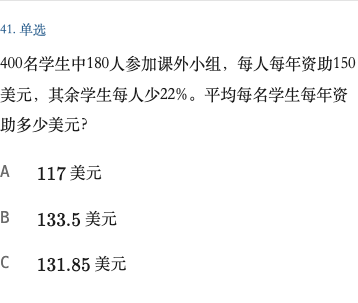 41. 单选
400名学生中180人参加课外小组，每人每年资助150
美元，其余学生每人少22%。平均每名学生每年资
助多少美元?
A 117 美元
B 133.5 美元
C 131.85 美元